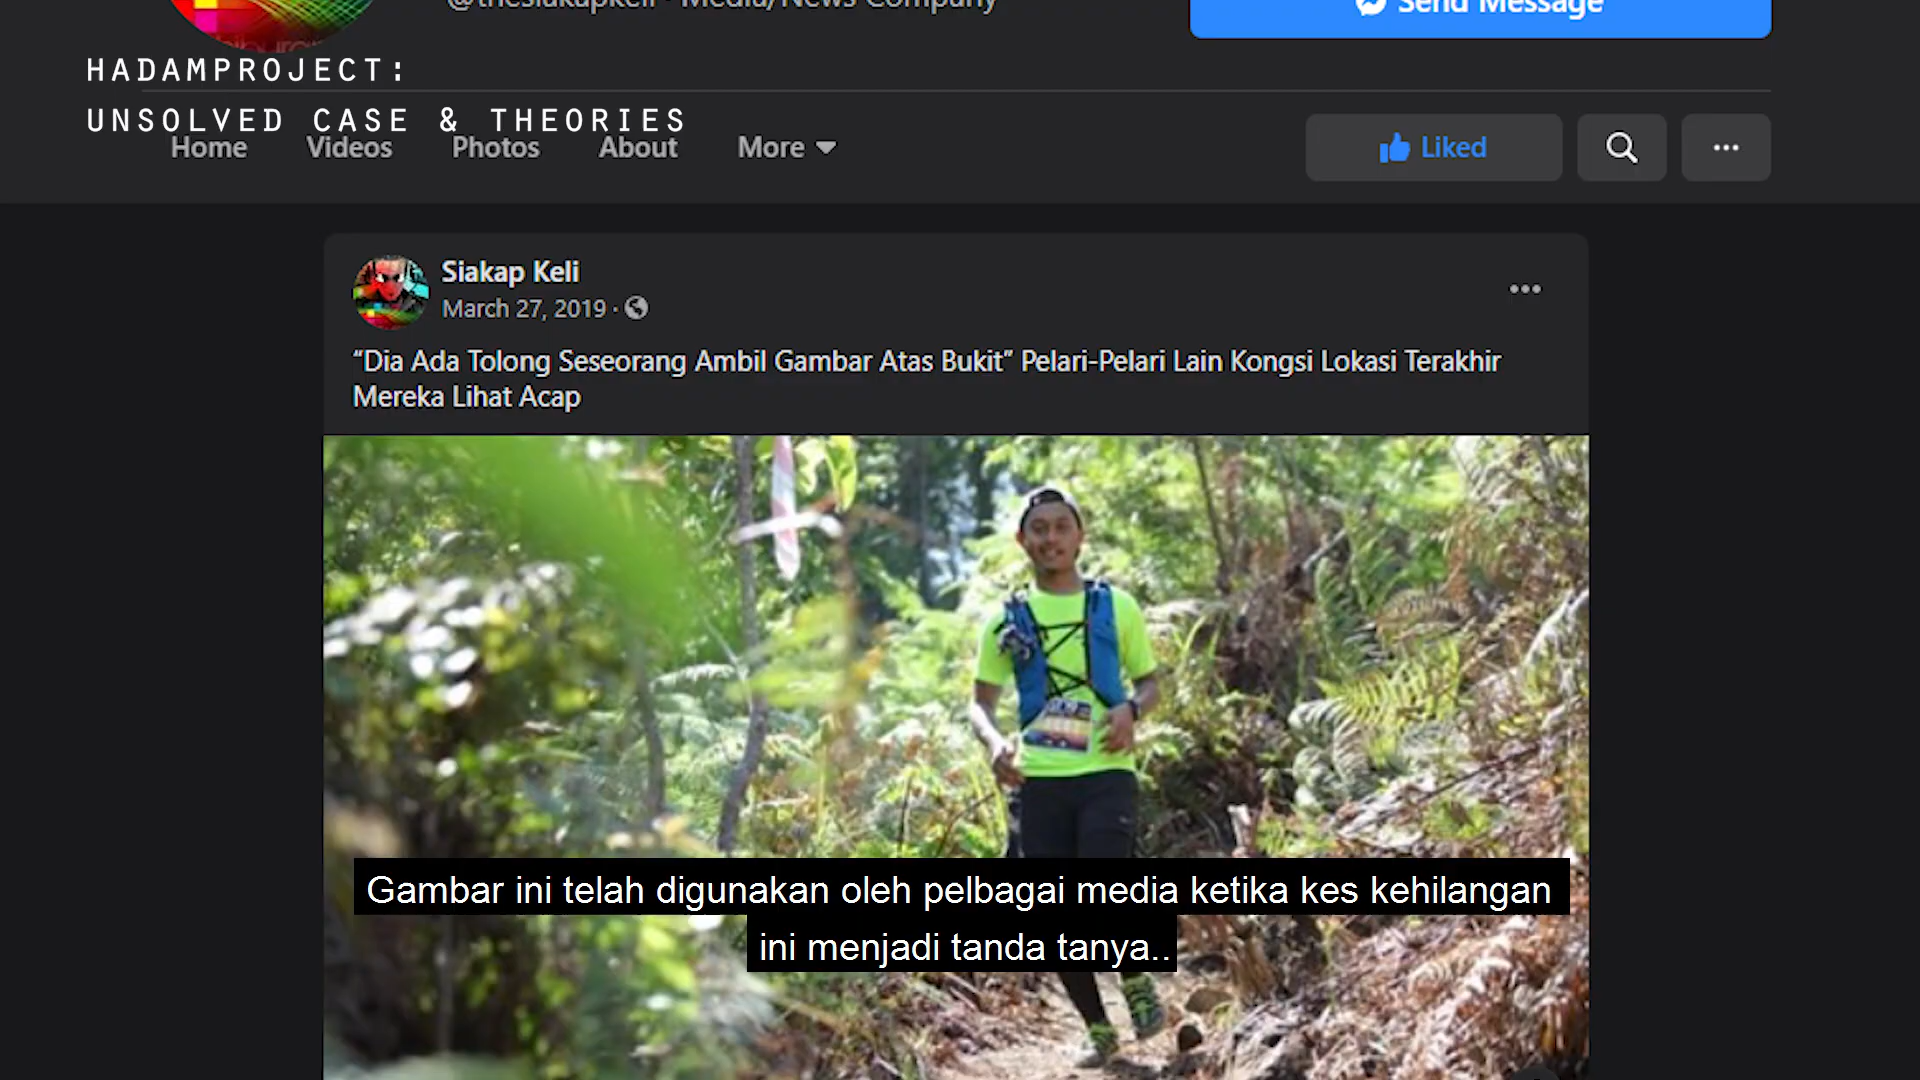 @thesiakapkeli · Media/News Company
Send Message
HADAMPROJECT:
UNSOLVED CASE & THEORIES
Home
Videos
Photos
About
More
Liked
Siakap Keli
March 27, 2019 ·
“Dia Ada Tolong Seseorang Ambil Gambar Atas Bukit” Pelari-Pelari Lain Kongsi Lokasi Terakhir
Mereka Lihat Acap
Gambar ini telah digunakan oleh pelbagai media ketika kes kehilangan
ini menjadi tanda tanya..